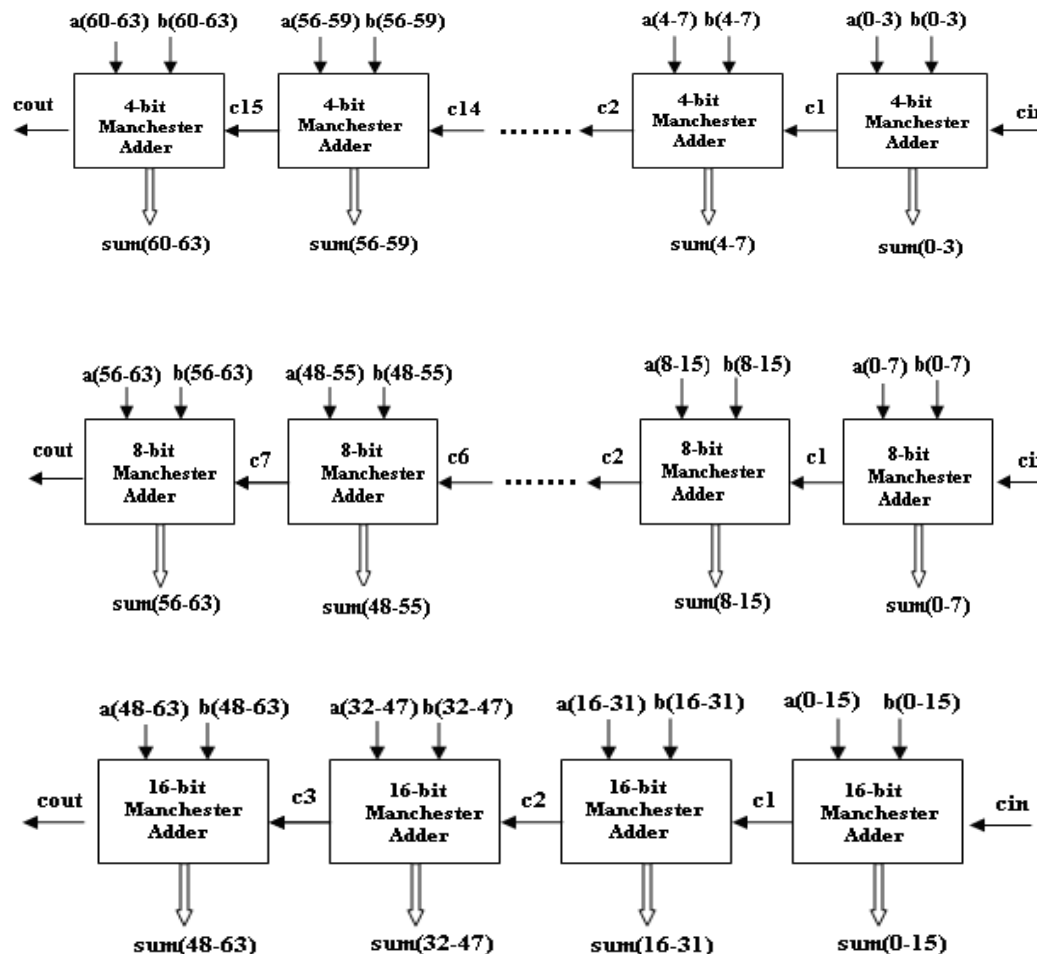 a(60-63) b(60-63) a(56-59) b(56-59) a(4-7) b(4-7) a(0-3) b(0-3)
cout 4-bit Manchester Adder c15 4-bit Manchester Adder c14 ....... c2 4-bit Manchester Adder c1 4-bit Manchester Adder cin
sum(60-63) sum(56-59) sum(4-7) sum(0-3)
a(56-63) b(56-63) a(48-55) b(48-55) a(8-15) b(8-15) a(0-7) b(0-7)
cout 8-bit Manchester Adder c7 8-bit Manchester Adder c6 ....... c2 8-bit Manchester Adder c1 8-bit Manchester Adder ci
sum(56-63) sum(48-55) sum(8-15) sum(0-7)
a(48-63) b(48-63) a(32-47) b(32-47) a(16-31) b(16-31) a(0-15) b(0-15)
cout 16-bit Manchester Adder c3 16-bit Manchester Adder c2 16-bit Manchester Adder c1 16-bit Manchester Adder cin
sum(48-63) sum(32-47) sum(16-31) sum(0-15)